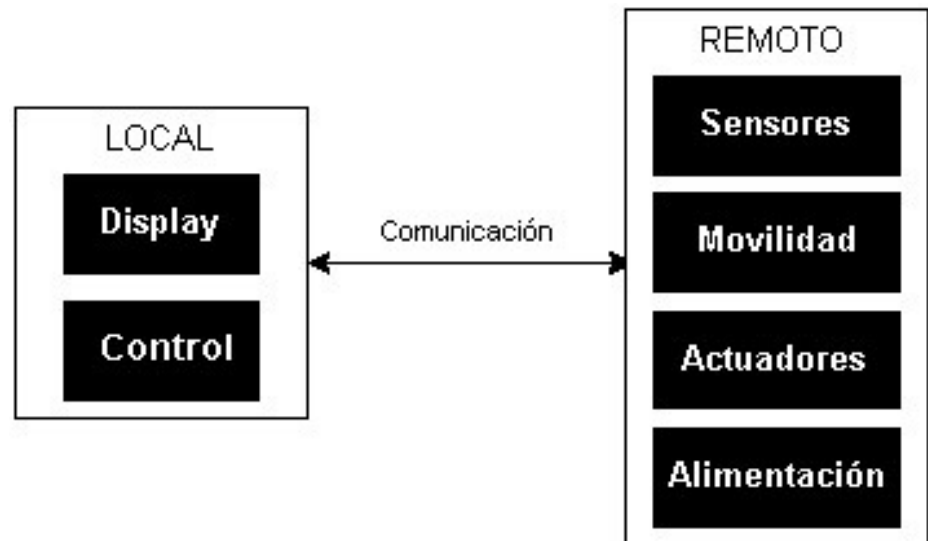 LOCAL
Display
Control
Comunicación
REMOTO
Sensores
Movilidad
Actuadores
Alimentación